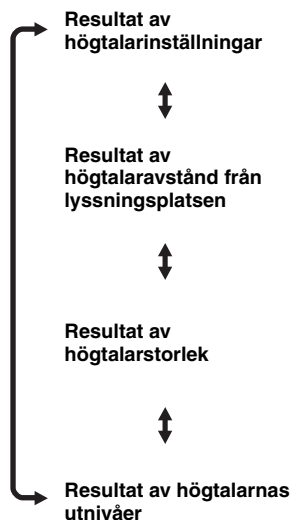 Resultat av
högtalarinställningar
Resultat av
högtalaravstånd från
lyssningsplatsen
Resultat av
högtalarstorlek
Resultat av högtalarnas
utnivåer